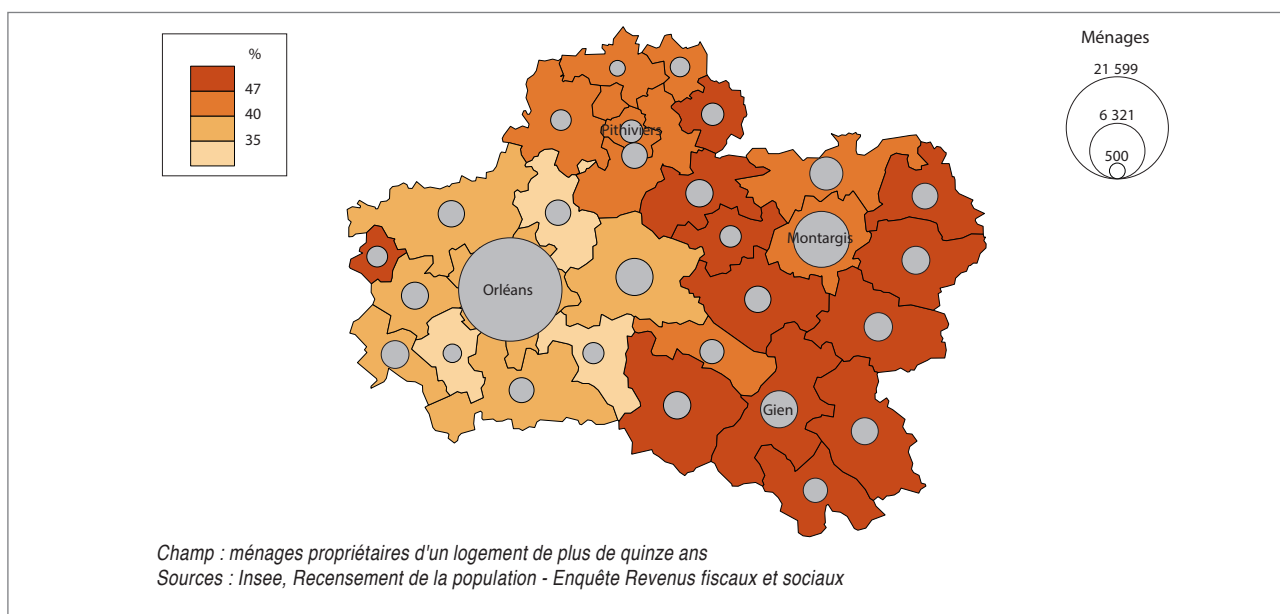 %
47
40
35
Ménages
21 599
6 321
500
Pithiviers
Montargis
Orléans
Gien
Champ : ménages propriétaires d'un logement de plus de quinze ans
Sources : Insee, Recensement de la population - Enquête Revenus fiscaux et sociaux